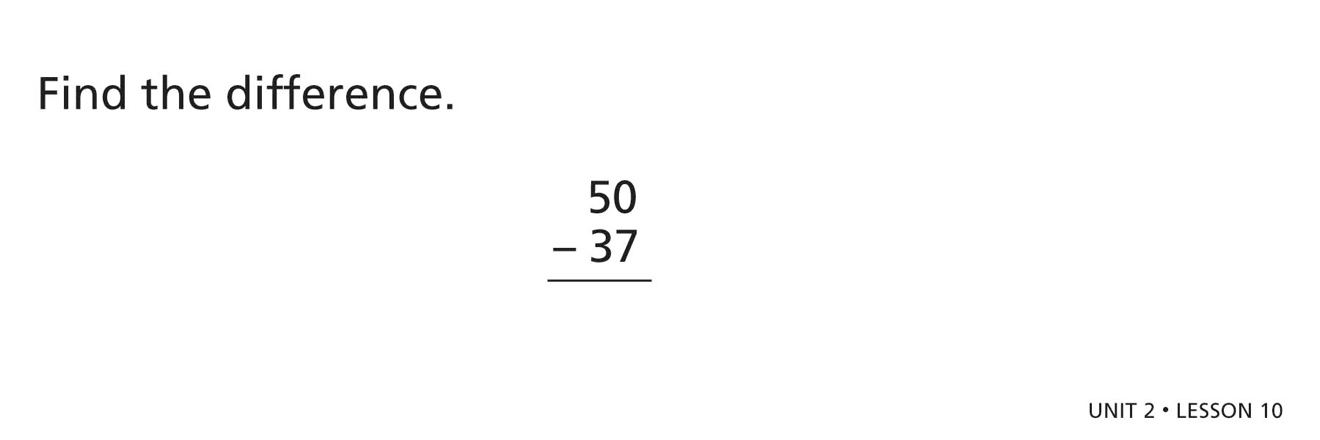 Find the difference.
50
– 37
UNIT 2 • LESSON 10